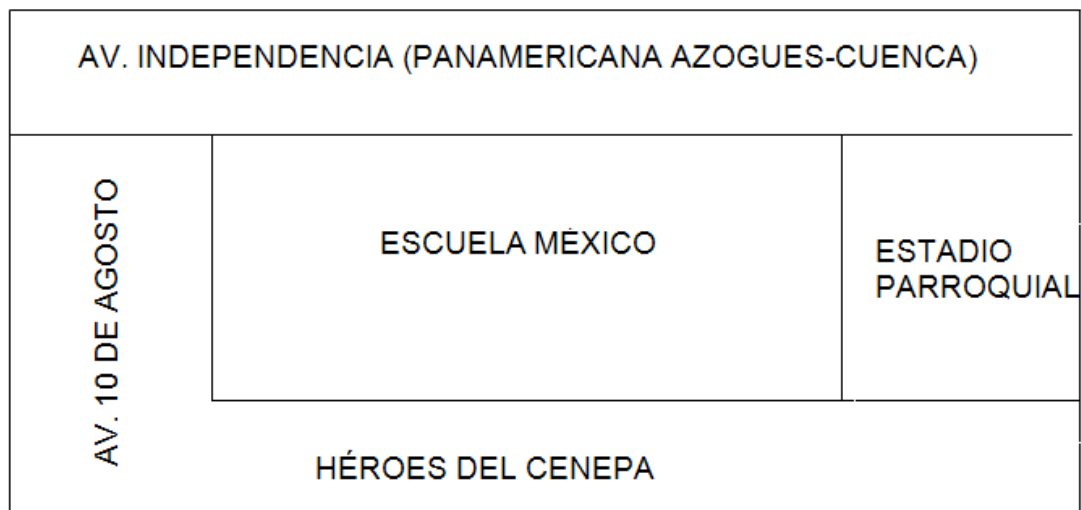 AV. INDEPENDENCIA (PANAMERICANA AZOGUES-CUENCA)
AV. 10 DE AGOSTO
ESCUELA MÉXICO
ESTADIO
PARROQUIAL
HÉROES DEL CENEPA